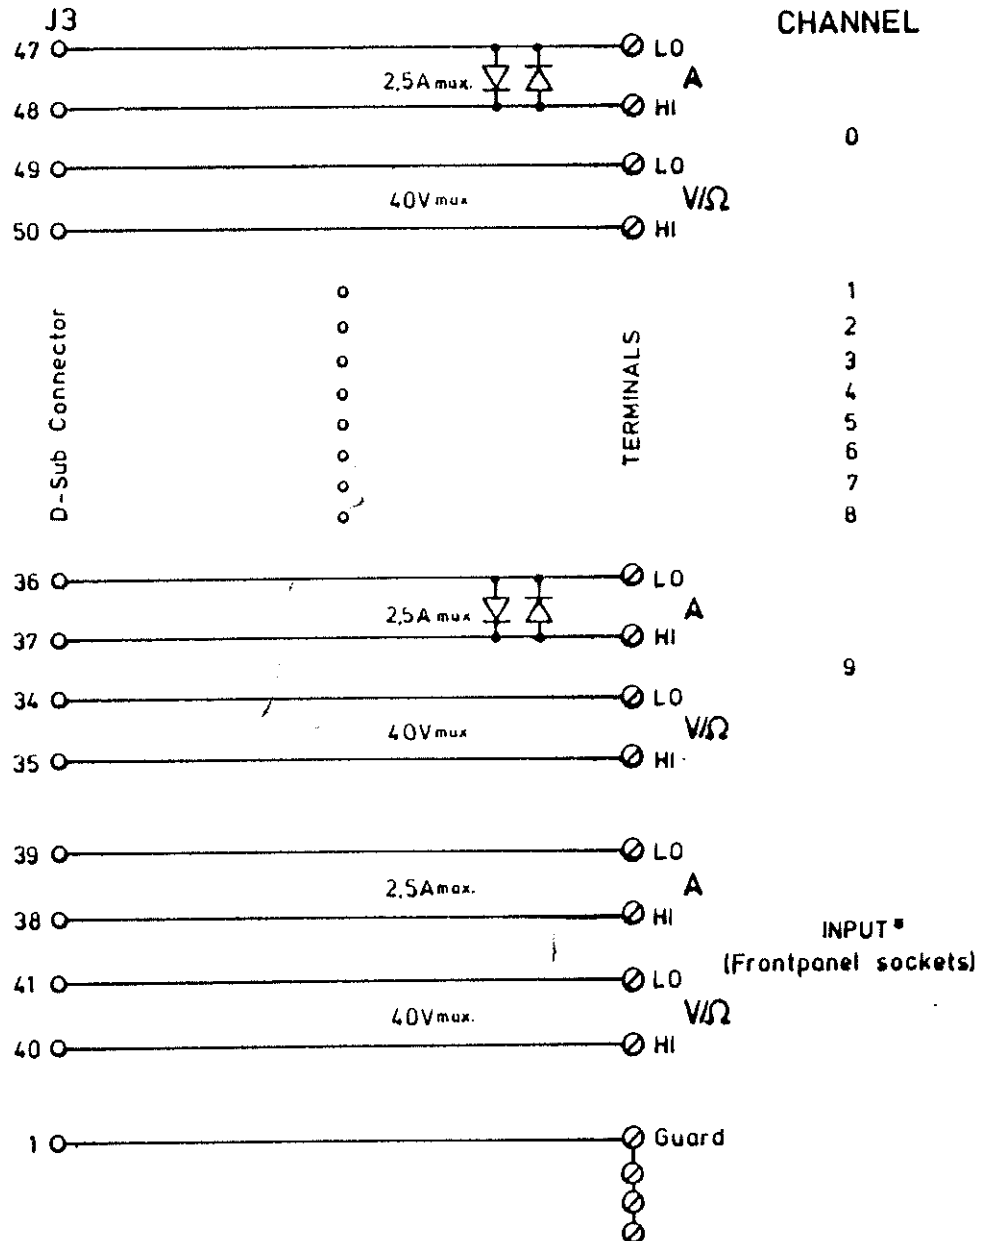 J3 CHANNEL
47 LO
2,5A max. A
48 HI
0
49 LO
40V max V/Ω
50 HI
1
2
3
4
5
6
7
8
D-Sub Connector
TERMINALS
36 LO
2,5A max A
37 HI
9
34 LO
40V max V/Ω
35 HI
39 LO
2,5A max. A
38 HI
INPUT*
(Frontpanel sockets)
41 LO
40V max. V/Ω
40 HI
1 Guard